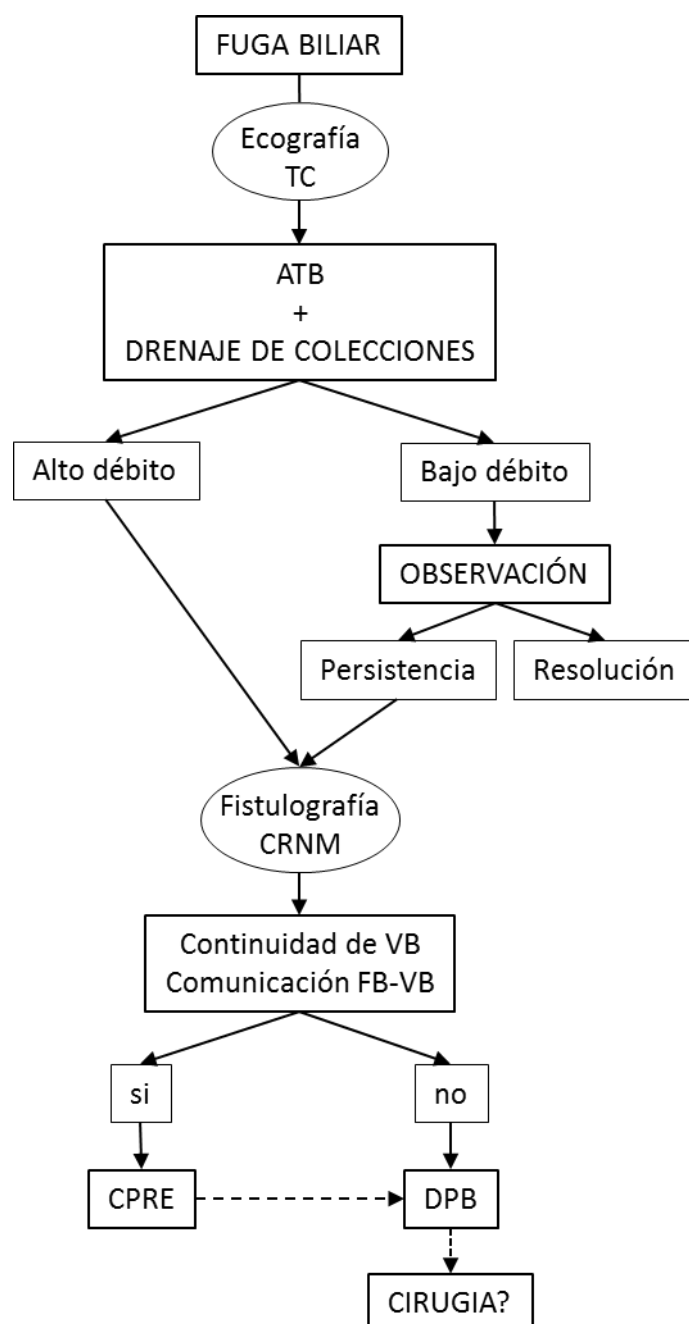 FUGA BILIAR
Ecografía
TC
ATB
+
DRENAJE DE COLECCIONES
Alto débito
Bajo débito
OBSERVACIÓN
Persistencia
Resolución
Fistulografía
CRNM
Continuidad de VB
Comunicación FB-VB
si
no
CPRE
DPB
CIRUGIA?